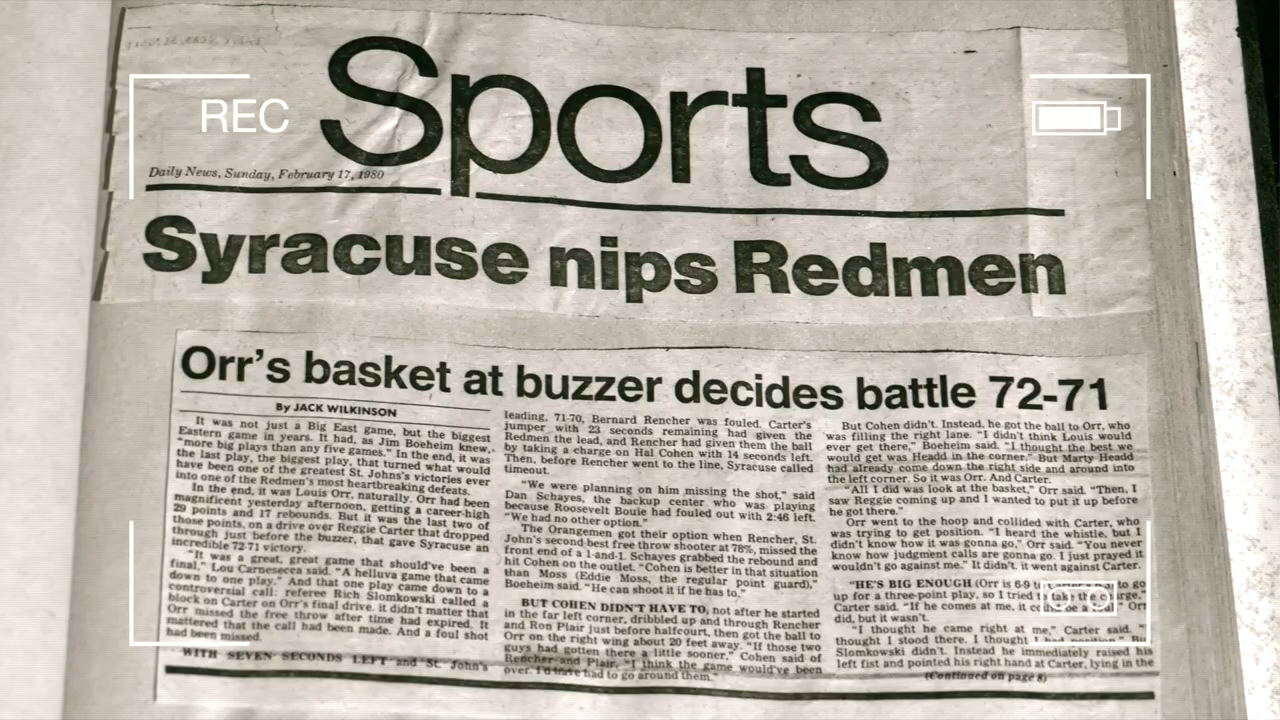 REC
Sports
Daily News, Sunday, February 17, 1980
Syracuse nips Redmen
Orr's basket at buzzer decides battle 72-71
By JACK WILKINSON
It was not just a Big East game, but the biggest
Eastern game in years. It had, as Jim Boeheim knew,
"more big plays than any five games." In the end, it was
the last play, the biggest play, that turned what would
have been one of the greatest St. Johns's victories ever
into one of the Redmen's most heartbreaking defeats.
In the end, it was Louis Orr, naturally. Orr had been
magnificent yesterday afternoon, getting a career-high
29 points and 17 rebounds. But it was the last two of
those points, on a drive over Reggie Carter that dropped
through just before the buzzer, that gave Syracuse an
incredible 72-71 victory.
"It was a great, great game that should've been a
final," Lou Carnesecca said. "A helluva game that came
down to one play." And that one play came down to a
controversial call: referee Rich Slomkowski called a
block on Carter on Orr's final drive. it didn't matter that
Orr missed the free throw after time had expired. It
mattered that the call had been made. And a foul shot
had been missed.
WITH SEVEN SECONDS LEFT and St. John's
leading, 71-70, Bernard Rencher was fouled. Carter's
jumper with 23 seconds remaining had given the
Redmen the lead, and Rencher had given them the ball
by taking a charge on Hal Cohen with 14 seconds left.
Then, before Rencher went to the line, Syracuse called
timeout.
"We were planning on him missing the shot," said
Dan Schayes, the backup center who was playing
because Roosevelt Bouie had fouled out with 2:46 left.
"We had no other option."
The Orangemen got their option when Rencher, St.
John's second-best free throw shooter at 78%, missed the
front end of a 1-and-1. Schayes grabbed the rebound and
hit Cohen on the outlet. "Cohen is better in that situation
than Moss (Eddie Moss, the regular point guard),"
Boeheim said. "He can shoot it if he has to."
BUT COHEN DIDN'T HAVE TO, not after he started
in the far left corner, dribbled up and through Rencher
and Ron Plair just before halfcourt, then got the ball to
Orr on the right wing about 20 feet away. "If those two
guys had gotten there a little sooner," Cohen said of
Rencher and Plair, "I think the game would've been
over. I'd have had to go around them."
But Cohen didn't. Instead, he got the ball to Orr, who
was filling the right lane. "I didn't think Louis would
ever get there," Boeheim said. "I thought the best we
would get was Headd in the corner." But Marty Headd
had already come down the right side and around into
the left corner. So it was Orr. And Carter.
"All I did was look at the basket," Orr said. "Then, I
saw Reggie coming up and I wanted to put it up before
he got there."
Orr went to the hoop and collided with Carter, who
was trying to get position. "I heard the whistle, but I
didn't know how it was gonna go," Orr said. "You never
know how judgement calls are gonna go. I just prayed it
wouldn't go against me." It didn't. it went against Carter.
"HE'S BIG ENOUGH (Orr is 6-9 to to go
up for a three-point play, so I tried to take the charge,"
Carter said. "If he comes at me, it could be a Orr
did, but it wasn't.
"I thought he came right at me," Carter said. "I
thought I stood there. I thought I had position." But
Slomkowski didn't. Instead he immediately raised his
left fist and pointed his right hand at Carter, lying in the
(Continued on page 8)